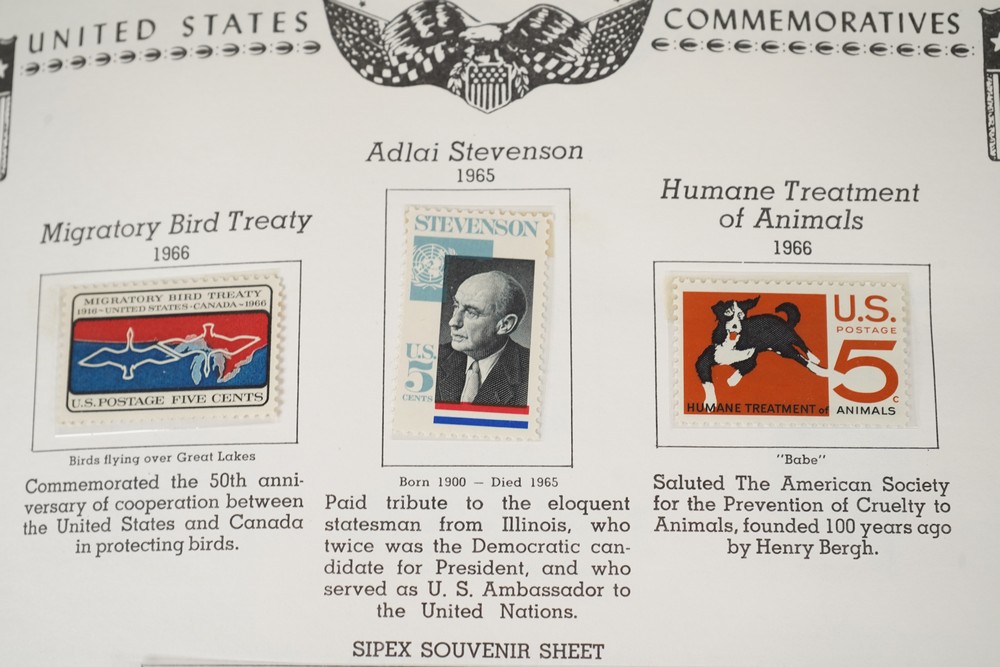 UNITED STATES
COMMEMORATIVES
Migratory Bird Treaty
1966
MIGRATORY BIRD TREATY
1916-UNITED STATES-CANADA-1966
U.S. POSTAGE FIVE CENTS
Birds flying over Great Lakes
Commemorated the 50th anni-
versary of cooperation between
the United States and Canada
in protecting birds.
Adlai Stevenson
1965
STEVENSON
U.S.
5
CENTS
Born 1900 – Died 1965
Paid tribute to the eloquent
statesman from Illinois, who
twice was the Democratic can-
didate for President, and who
served as U. S. Ambassador to
the United Nations.
Humane Treatment
of Animals
1966
U.S.
POSTAGE
5c
HUMANE TREATMENT of ANIMALS
"Babe"
Saluted The American Society
for the Prevention of Cruelty to
Animals, founded 100 years ago
by Henry Bergh.
SIPEX SOUVENIR SHEET